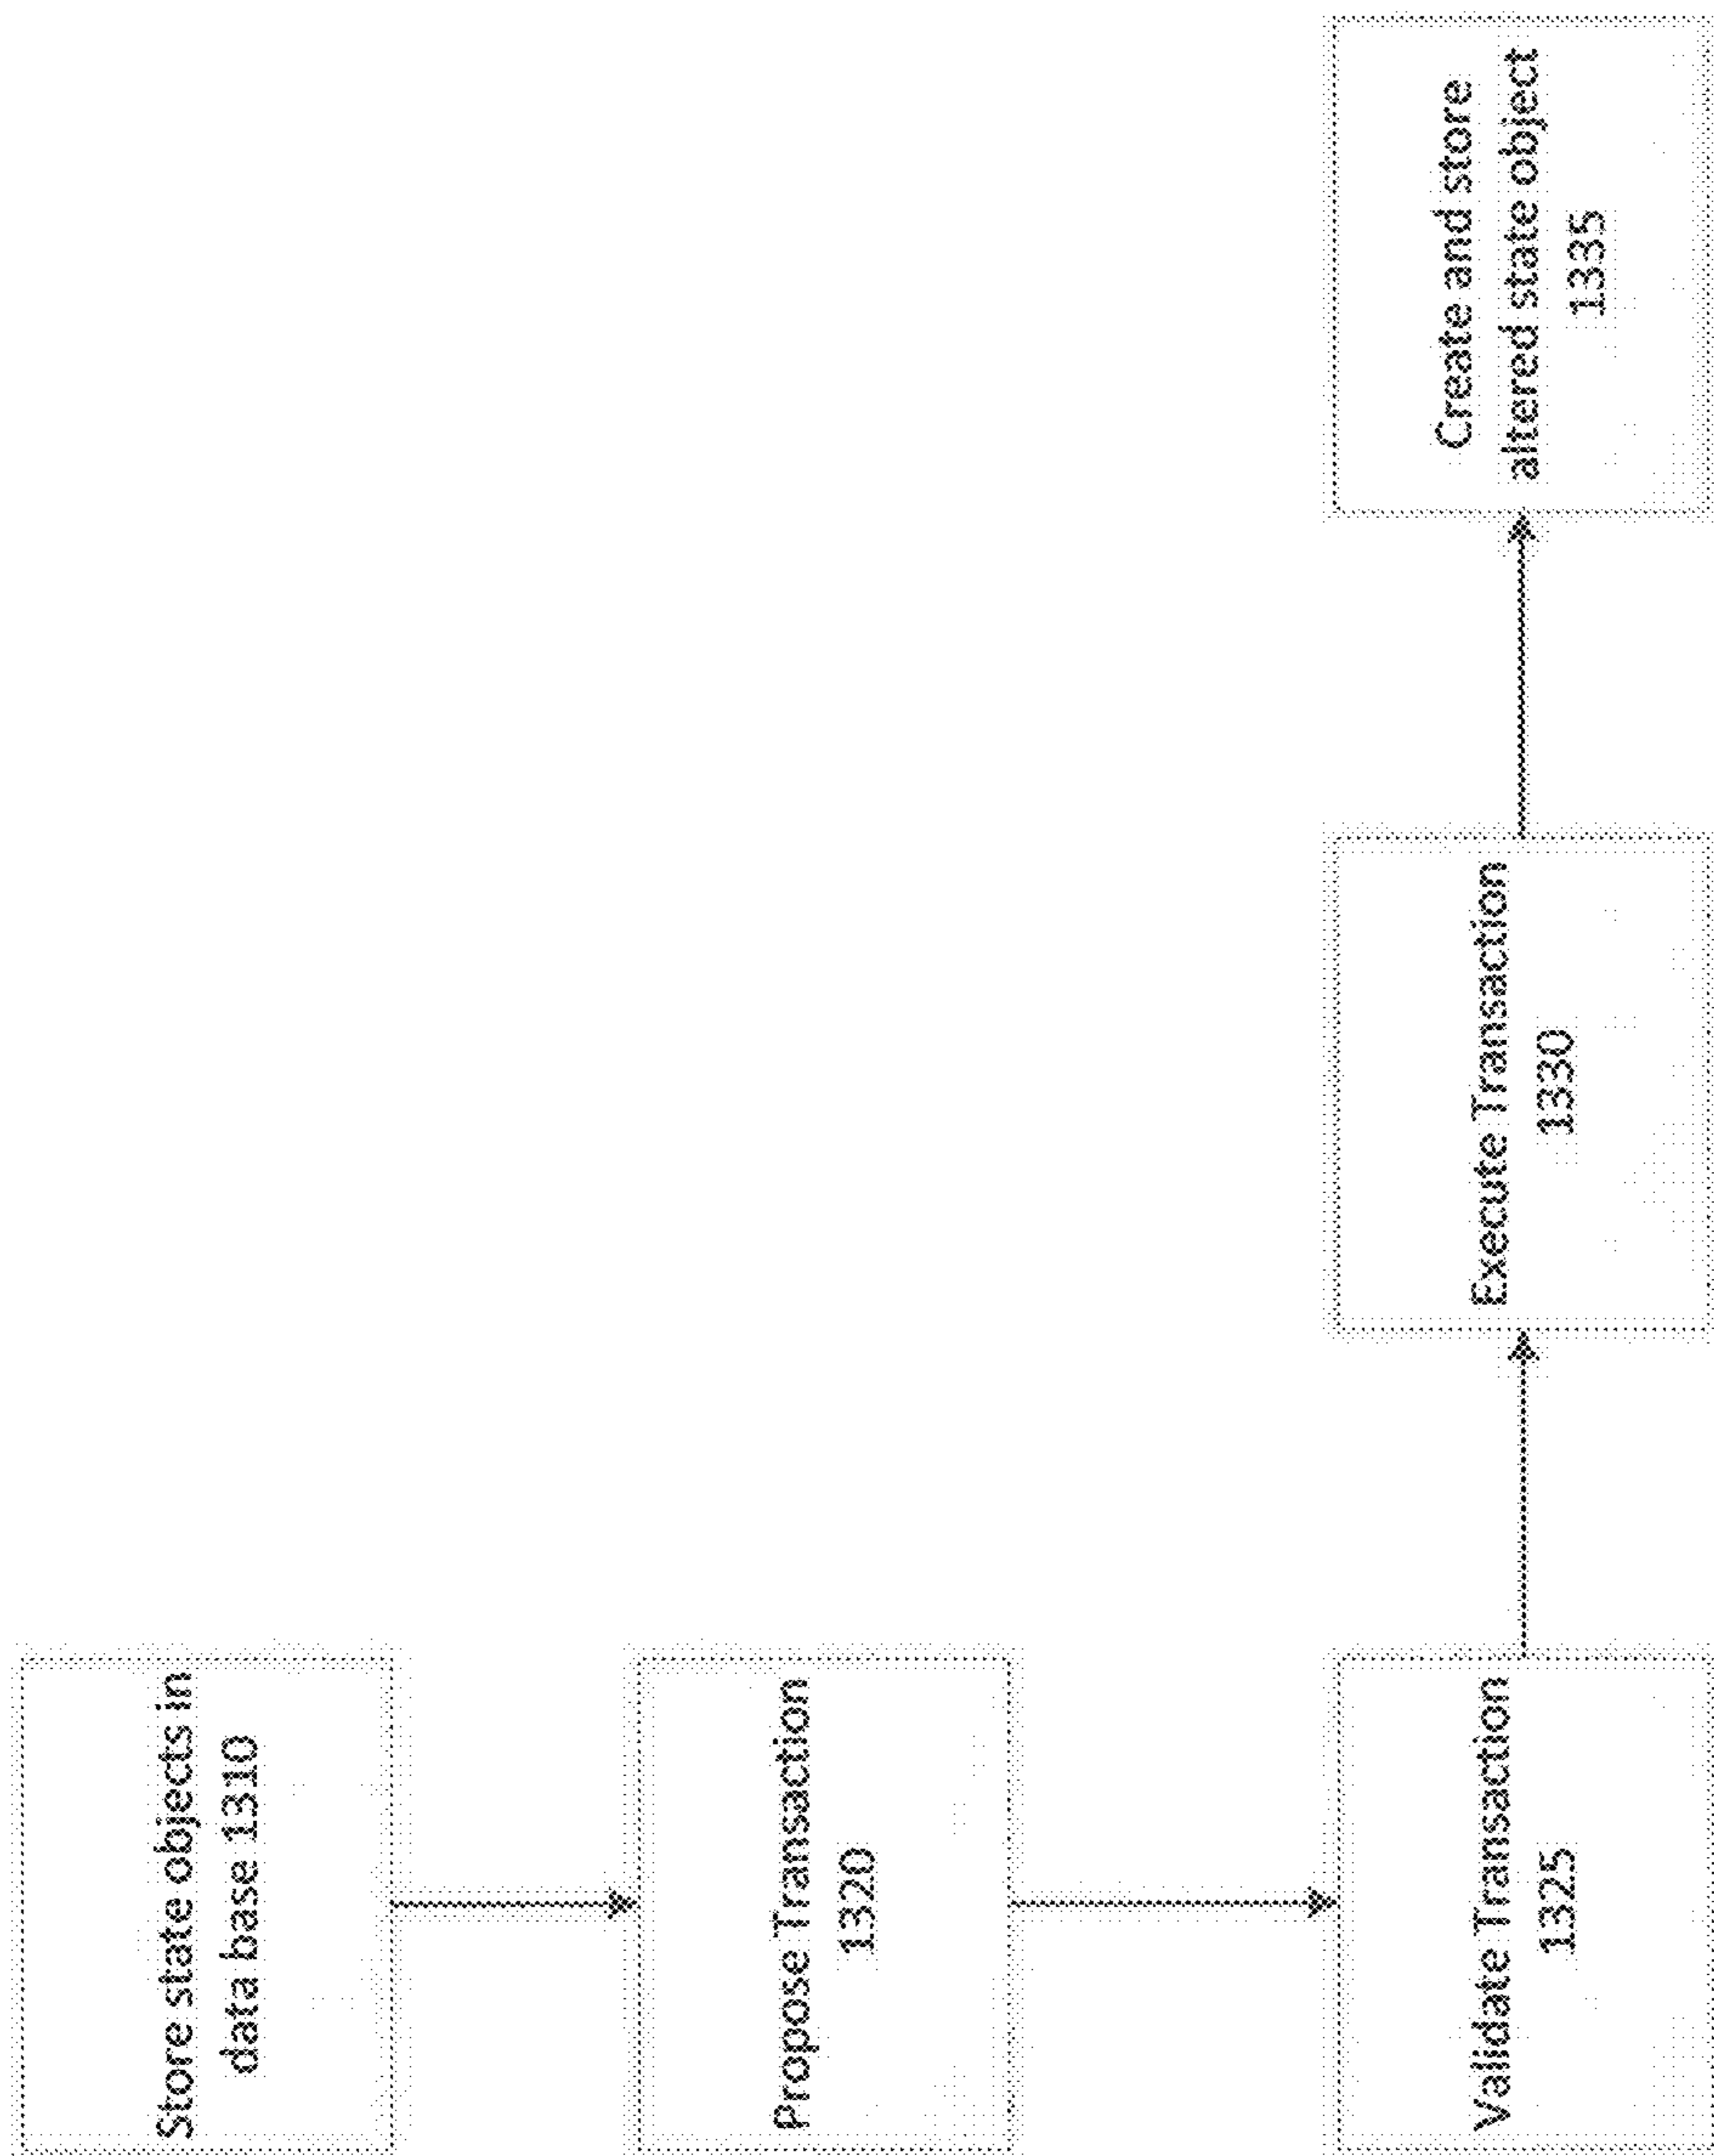 Store state objects in
data base 1310
Propose Transaction
1320
Validate Transaction
1325
Execute Transaction
1330
Create and store
altered state object
1335